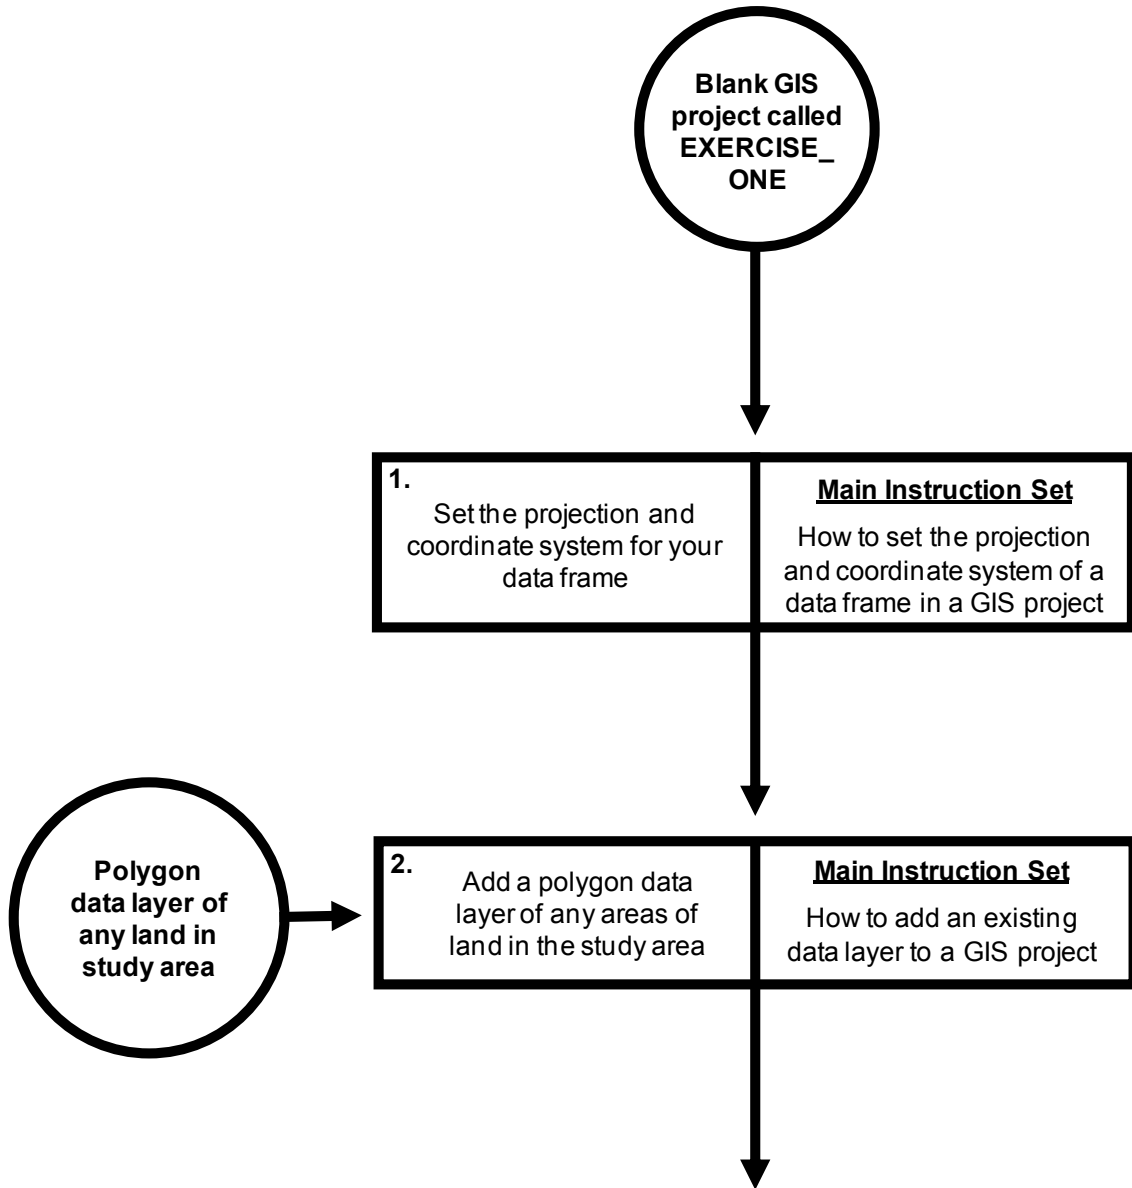 Blank GIS
project called
EXERCISE_
ONE
1.
Set the projection and
coordinate system for your
data frame
Main Instruction Set
How to set the projection
and coordinate system of a
data frame in a GIS project
Polygon
data layer of
any land in
study area
2.
Add a polygon data
layer of any areas of
land in the study area
Main Instruction Set
How to add an existing
data layer to a GIS project